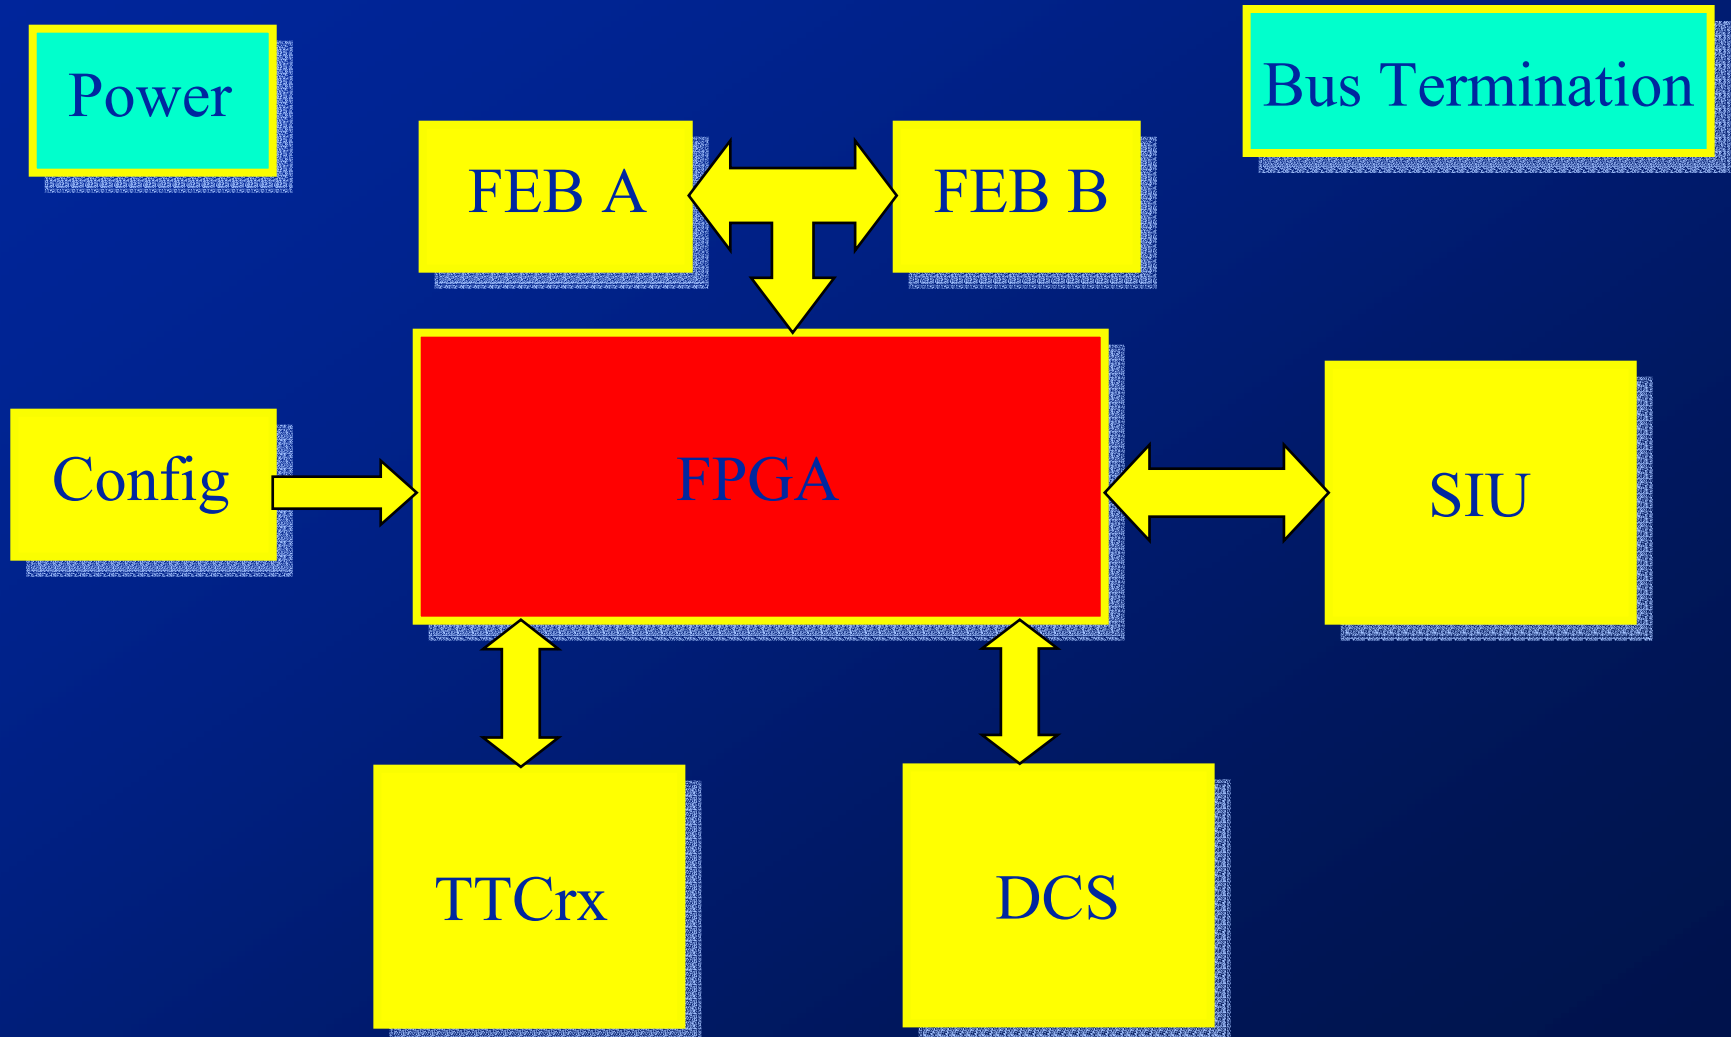 Power
Bus Termination
FEB A
FEB B
Config
FPGA
SIU
TTCrx
DCS